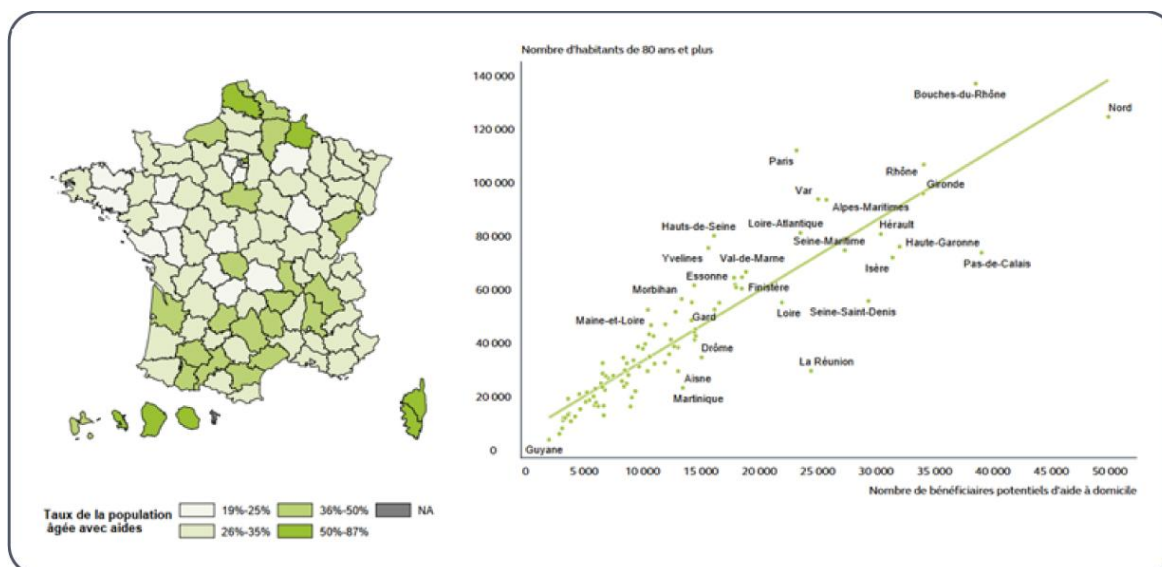 Nombre d'habitants de 80 ans et plus
140 000
120 000
100 000
80 000
60 000
40 000
20 000
0
Bouches-du-Rhône
Nord
Paris
Rhône
Gironde
Var
Alpes-Maritimes
Hauts-de-Seine
Loire-Atlantique
Hérault
Seine-Maritime
Haute-Garonne
Yvelines
Val-de-Marne
Isère
Pas-de-Calais
Essonne
Finistère
Morbihan
Maine-et-Loire
Gard
Loire
Seine-Saint-Denis
Drôme
La Réunion
Aisne
Martinique
Guyane
0
5 000
10 000
15 000
20 000
25 000
30 000
35 000
40 000
45 000
50 000
Nombre de bénéficiaires potentiels d'aide à domicile
Taux de la population
âgée avec aides
19%-25%
36%-50%
NA
26%-35%
50%-87%